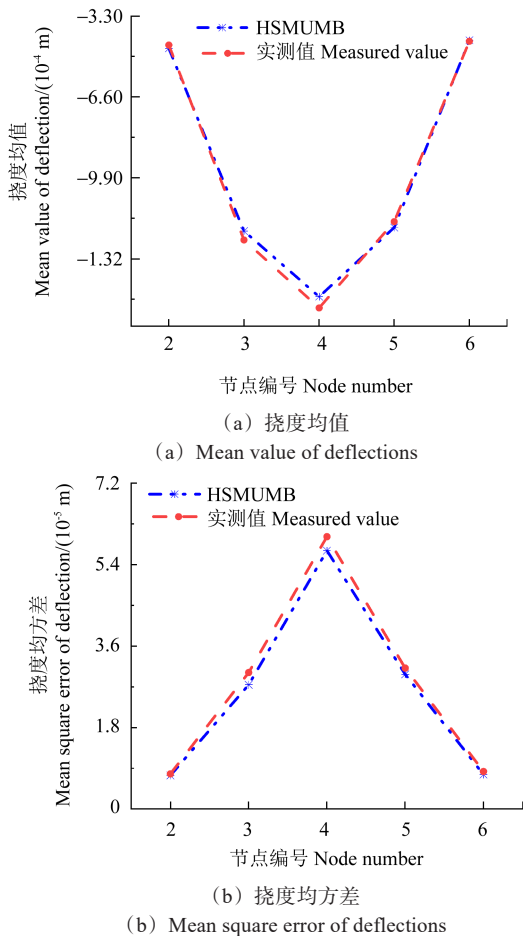 挠度均值
Mean value of deflection/(10⁻⁴ m)
-3.30
-6.60
-9.90
-1.32
HSMUMB
实测值 Measured value
2 3 4 5 6
节点编号 Node number
（a）挠度均值
（a）Mean value of deflections
挠度均方差
Mean square error of deflection/(10⁻⁵ m)
7.2
5.4
3.6
1.8
0
HSMUMB
实测值 Measured value
2 3 4 5 6
节点编号 Node number
（b）挠度均方差
（b）Mean square error of deflections